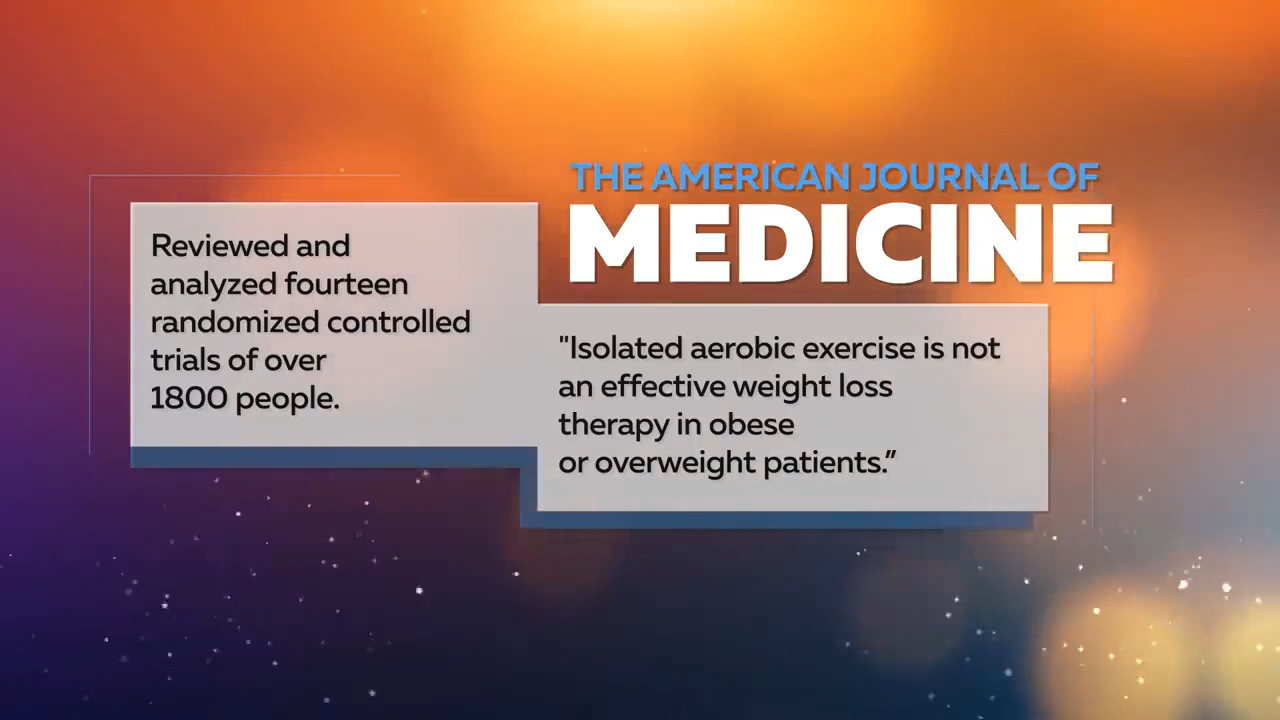 Reviewed and
analyzed fourteen
randomized controlled
trials of over
1800 people.
THE AMERICAN JOURNAL OF
MEDICINE
"Isolated aerobic exercise is not
an effective weight loss
therapy in obese
or overweight patients.”